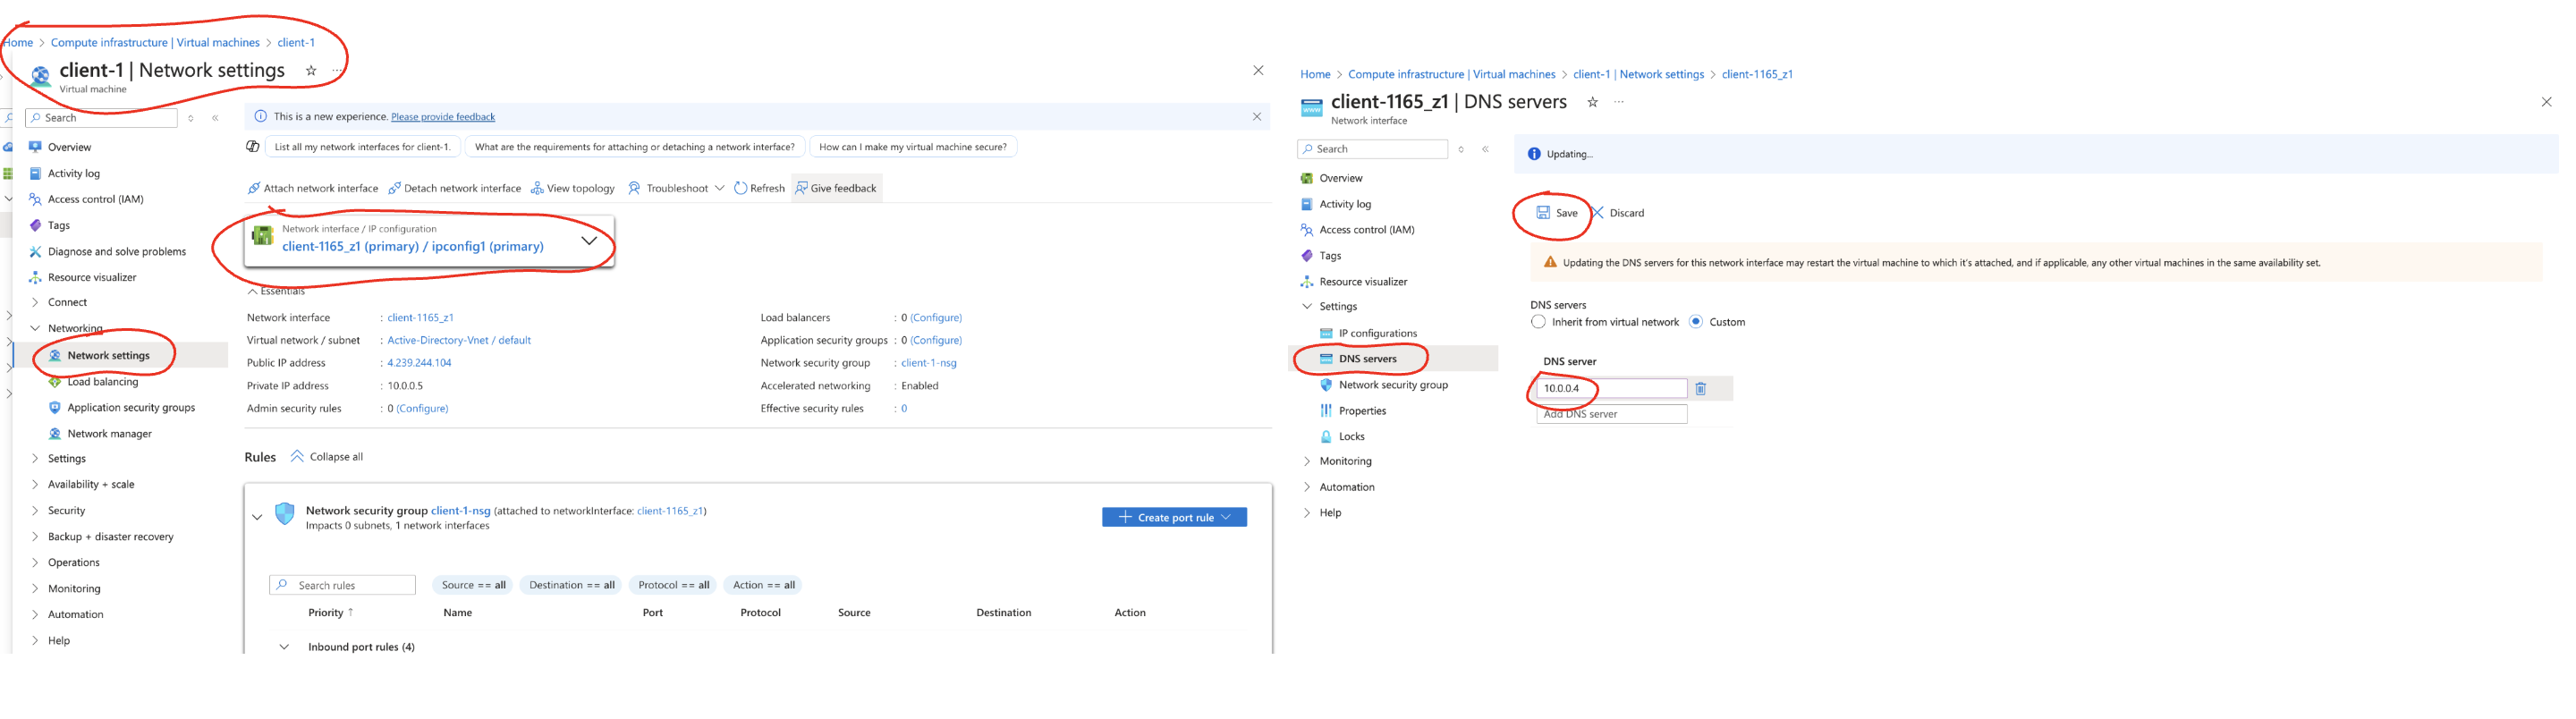 Home > Compute infrastructure | Virtual machines > client-1
client-1 | Network settings
Virtual machine
Search
Overview
Activity log
Access control (IAM)
Tags
Diagnose and solve problems
Resource visualizer
Connect
Networking
Network settings
Load balancing
Application security groups
Network manager
Settings
Availability + scale
Security
Backup + disaster recovery
Operations
Monitoring
Automation
Help
This is a new experience. Please provide feedback
List all my network interfaces for client-1.
What are the requirements for attaching or detaching a network interface?
How can I make my virtual machine secure?
Attach network interface Detach network interface View topology Troubleshoot Refresh Give feedback
Network interface / IP configuration
client-1165_z1 (primary) / ipconfig1 (primary)
Essentials
Network interface : client-1165_z1
Virtual network / subnet : Active-Directory-Vnet / default
Public IP address : 4.239.244.104
Private IP address : 10.0.0.5
Admin security rules : 0 (Configure)
Load balancers : 0 (Configure)
Application security groups : 0 (Configure)
Network security group : client-1-nsg
Accelerated networking : Enabled
Effective security rules : 0
Rules Collapse all
Network security group client-1-nsg (attached to networkInterface: client-1165_z1)
Impacts 0 subnets, 1 network interfaces
Create port rule
Search rules
Source == all Destination == all Protocol == all Action == all
Priority ↑ Name Port Protocol Source Destination Action
Inbound port rules (4)
Home > Compute infrastructure | Virtual machines > client-1 | Network settings > client-1165_z1
client-1165_z1 | DNS servers
Network interface
Search
Overview
Activity log
Access control (IAM)
Tags
Resource visualizer
Settings
IP configurations
DNS servers
Network security group
Properties
Locks
Monitoring
Automation
Help
Updating...
Save Discard
Updating the DNS servers for this network interface may restart the virtual machine to which it's attached, and if applicable, any other virtual machines in the same availability set.
DNS servers
Inherit from virtual network Custom
DNS server
10.0.0.4
Add DNS server